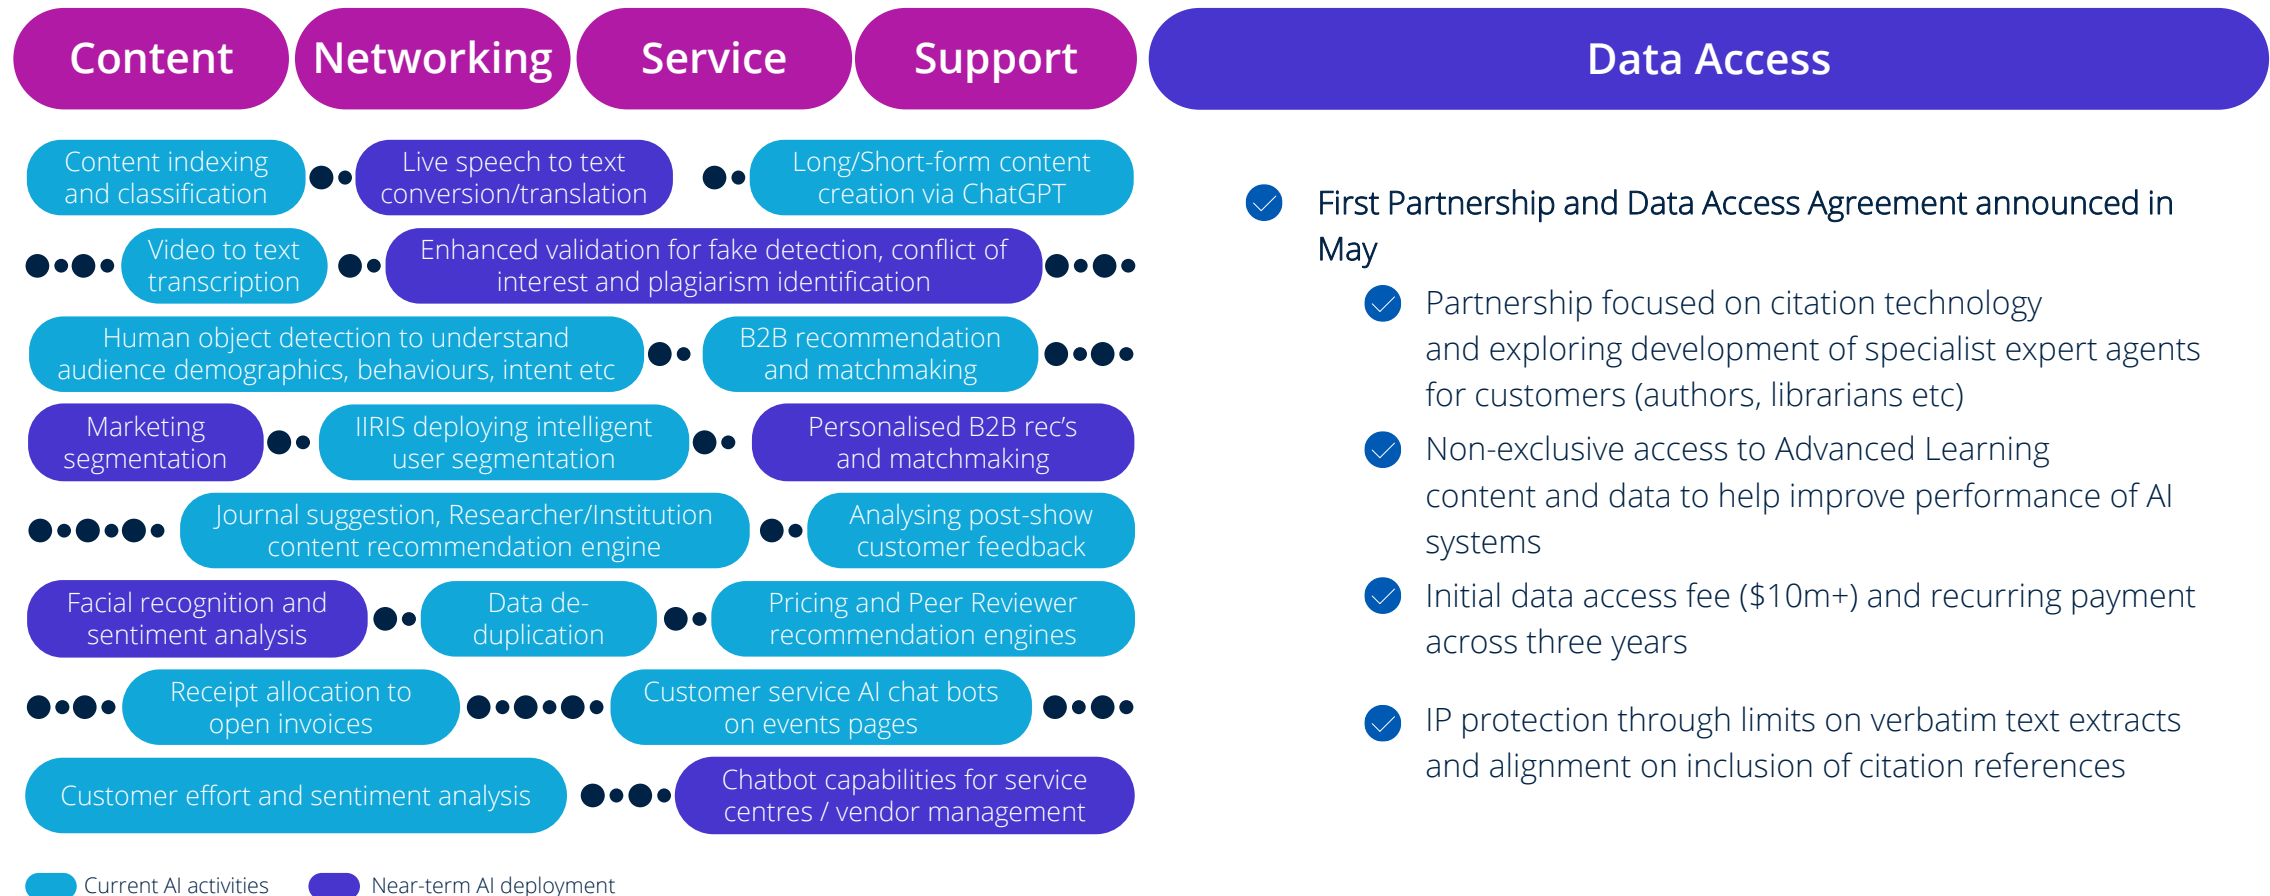 Content
Networking
Service
Support
Data Access
Content indexing
and classification
Live speech to text
conversion/translation
Long/Short-form content
creation via ChatGPT
Video to text
transcription
Enhanced validation for fake detection, conflict of
interest and plagiarism identification
Human object detection to understand
audience demographics, behaviours, intent etc
B2B recommendation
and matchmaking
Marketing
segmentation
IIRIS deploying intelligent
user segmentation
Personalised B2B rec's
and matchmaking
Journal suggestion, Researcher/Institution
content recommendation engine
Analysing post-show
customer feedback
Facial recognition and
sentiment analysis
Data de-
duplication
Pricing and Peer Reviewer
recommendation engines
Receipt allocation to
open invoices
Customer service AI chat bots
on events pages
Customer effort and sentiment analysis
Chatbot capabilities for service
centres / vendor management
Current AI activities
Near-term AI deployment
First Partnership and Data Access Agreement announced in
May
Partnership focused on citation technology
and exploring development of specialist expert agents
for customers (authors, librarians etc)
Non-exclusive access to Advanced Learning
content and data to help improve performance of AI
systems
Initial data access fee ($10m+) and recurring payment
across three years
IP protection through limits on verbatim text extracts
and alignment on inclusion of citation references